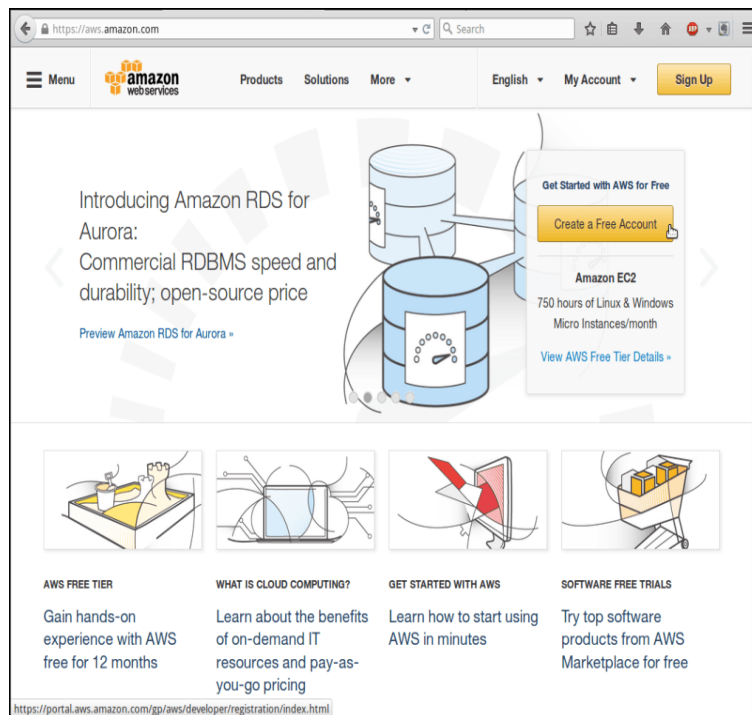 https://aws.amazon.com
Search
Menu
amazon
webservices
Products
Solutions
More
English
My Account
Sign Up
Introducing Amazon RDS for
Aurora:
Commercial RDBMS speed and
durability; open-source price
Preview Amazon RDS for Aurora »
Get Started with AWS for Free
Create a Free Account
Amazon EC2
750 hours of Linux & Windows
Micro Instances/month
View AWS Free Tier Details »
AWS FREE TIER
Gain hands-on
experience with AWS
free for 12 months
WHAT IS CLOUD COMPUTING?
Learn about the benefits
of on-demand IT
resources and pay-as-
you-go pricing
GET STARTED WITH AWS
Learn how to start using
AWS in minutes
SOFTWARE FREE TRIALS
Try top software
products from AWS
Marketplace for free
https://portal.aws.amazon.com/gp/aws/developer/registration/index.html